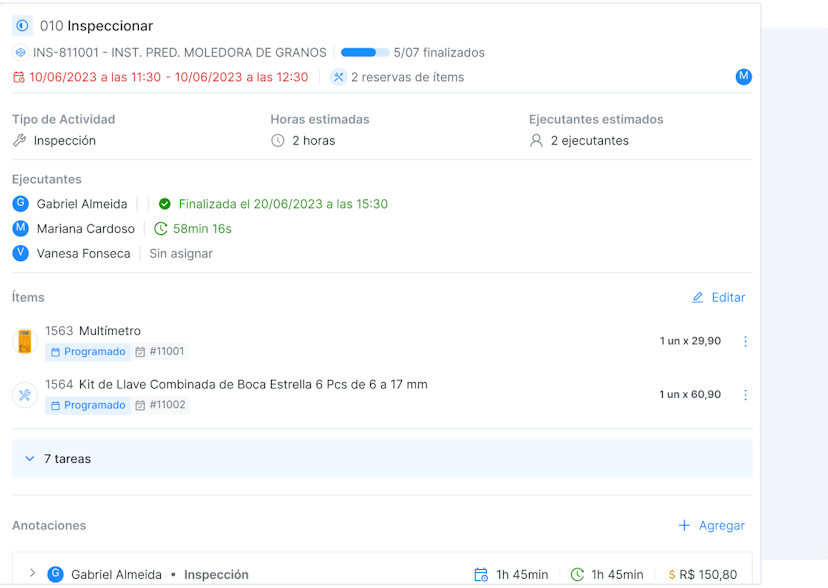 010 Inspeccionar
INS-811001 - INST. PRED. MOLEDORA DE GRANOS 5/07 finalizados
10/06/2023 a las 11:30 - 10/06/2023 a las 12:30 2 reservas de ítems M
Tipo de Actividad Horas estimadas Ejecutantes estimados
Inspección 2 horas 2 ejecutantes
Ejecutantes
G Gabriel Almeida Finalizada el 20/06/2023 a las 15:30
M Mariana Cardoso 58min 16s
V Vanesa Fonseca Sin asignar
Ítems Editar
1563 Multímetro
Programado #11001 1 un x 29,90
1564 Kit de Llave Combinada de Boca Estrella 6 Pcs de 6 a 17 mm
Programado #11002 1 un x 60,90
7 tareas
Anotaciones Agregar
G Gabriel Almeida • Inspección 1h 45min 1h 45min $ R$ 150,80